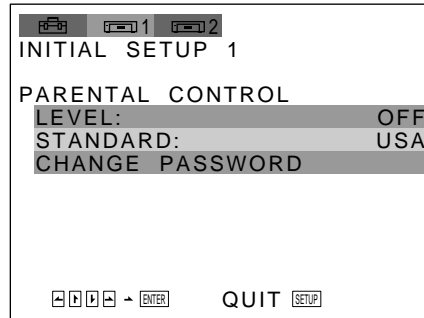 1 2
INITIAL SETUP 1
PARENTAL CONTROL
LEVEL: OFF
STANDARD: USA
CHANGE PASSWORD
ENTER QUIT SETUP